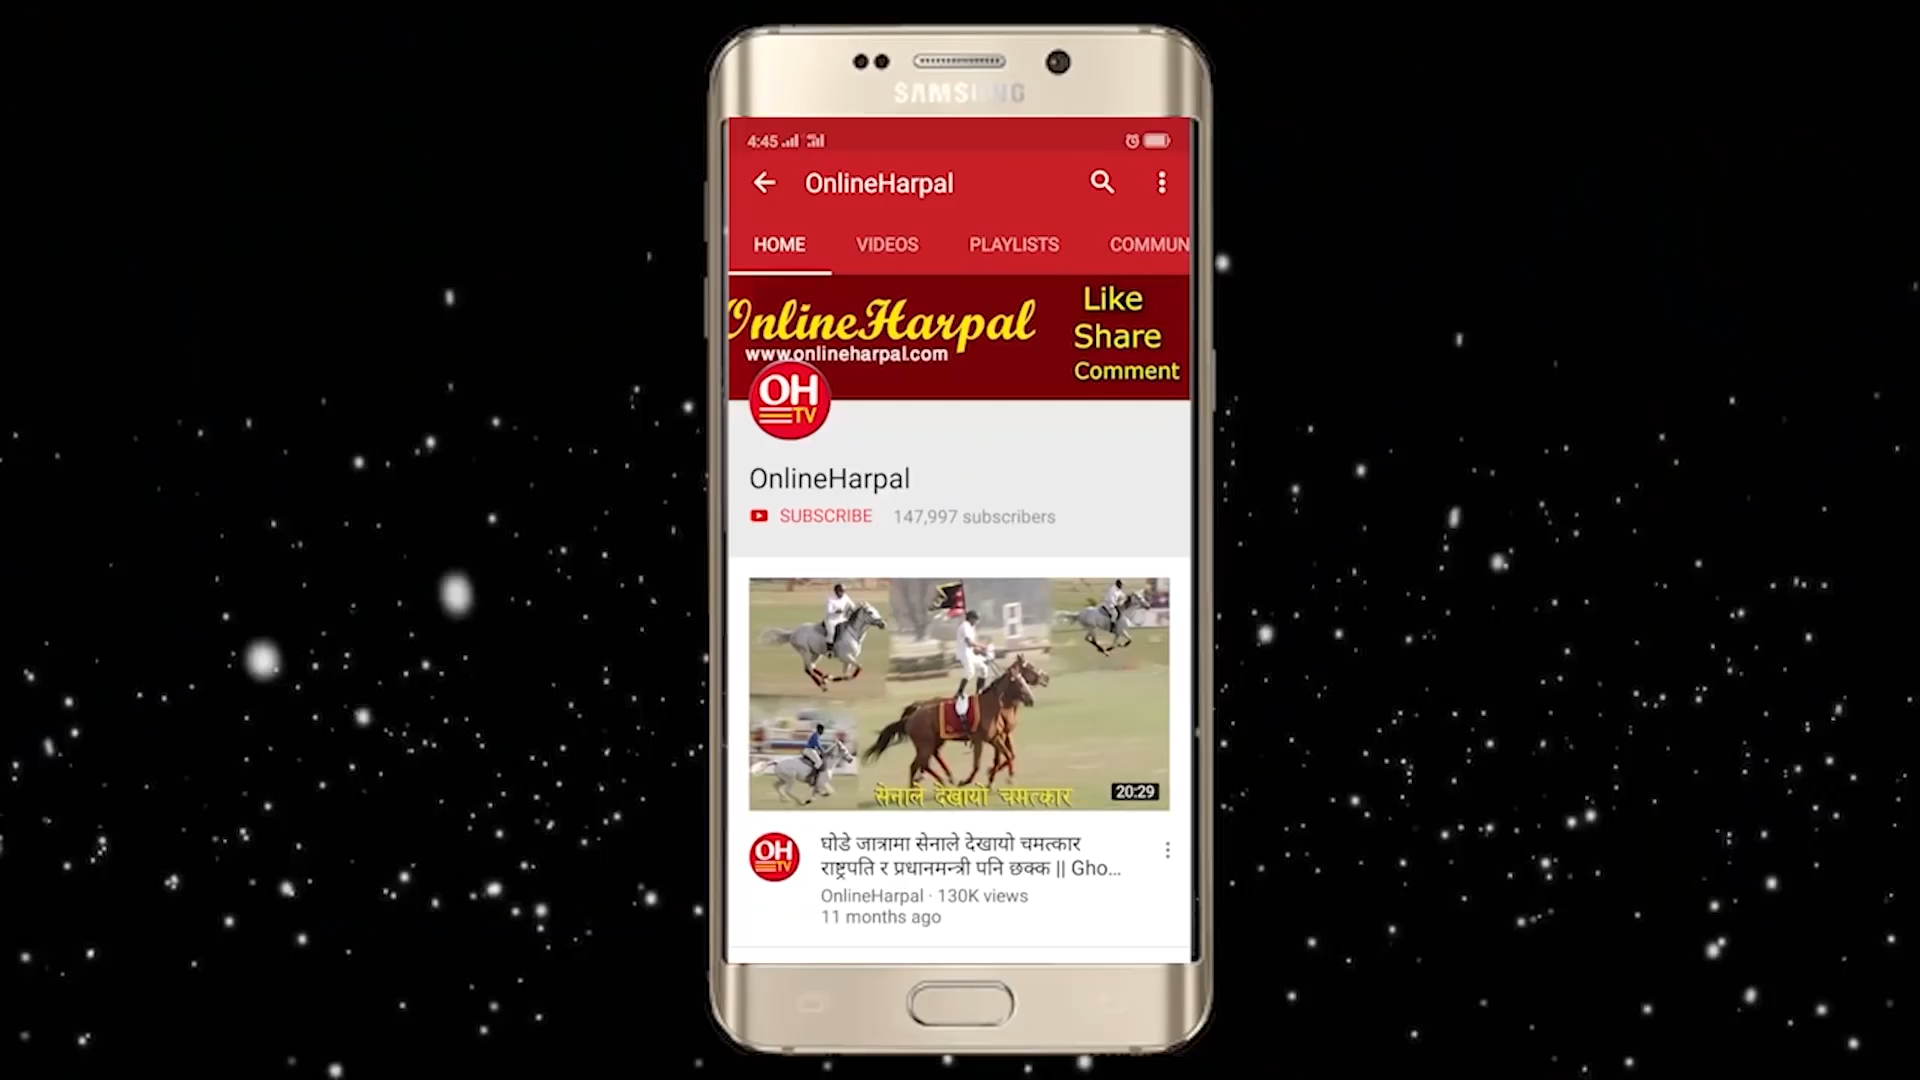 SAMSUNG
4:45
OnlineHarpal
HOME VIDEOS PLAYLISTS COMMUN
OnlineHarpal
www.onlineharpal.com
Like
Share
Comment
OH
TV
OnlineHarpal
SUBSCRIBE 147,997 subscribers
सेनाले देखायो चमत्कार
20:29
OH
TV
घोडे जात्रामा सेनाले देखायो चमत्कार
राष्ट्रपति र प्रधानमन्त्री पनि छक्क || Gho...
OnlineHarpal · 130K views
11 months ago